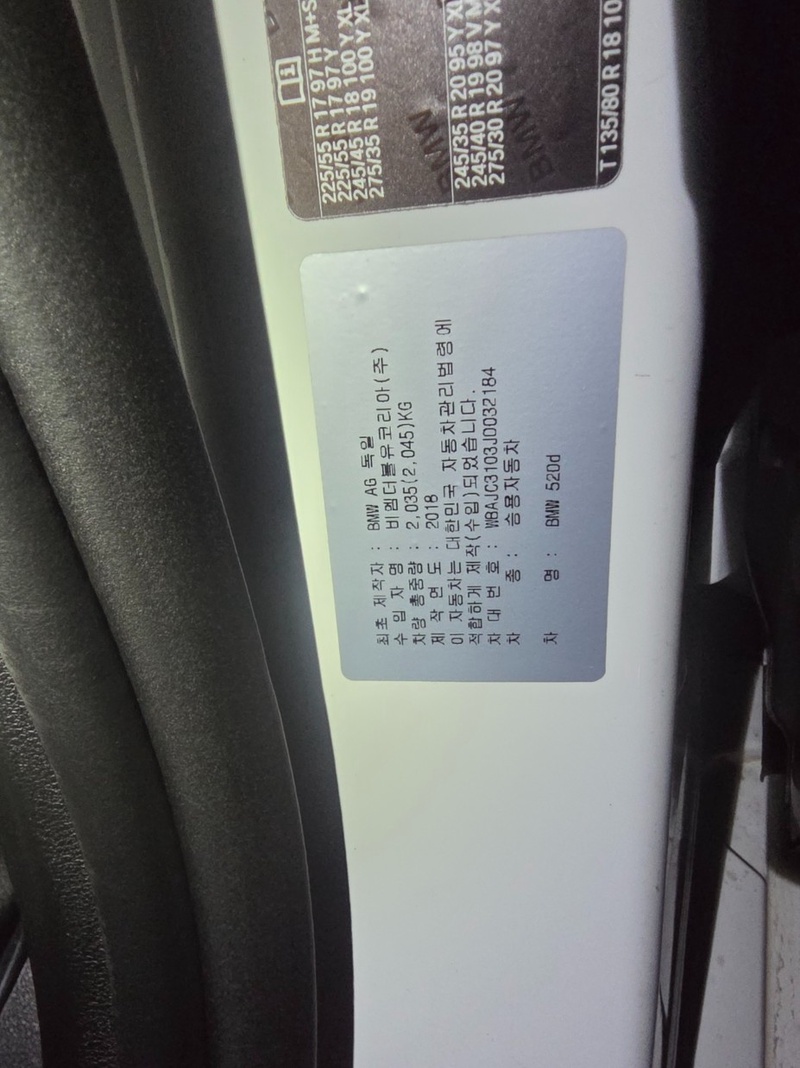 225/55 R 17 97 H M+S
225/55 R 17 97 Y
245/45 R 18 100 Y XL
275/35 R 19 100 Y XL
BMW
BMW
245/35 R 20 95 Y XL
245/40 R 19 98 V M
275/30 R 20 97 Y X
T 135/80 R 18 10
최초 제작자 : BMW AG 독일
수 입 자 명 : 비엠더블유코리아(주)
차량 총중량 : 2,035(2,045)KG
제 작 연 도 : 2018
이 자동차는 대한민국 자동차관리법령에
적합하게 제작(수입)되었습니다.
차 대 번 호 : WBAJC3103JD032184
차 종 : 승용자동차
차 명 : BMW 520d